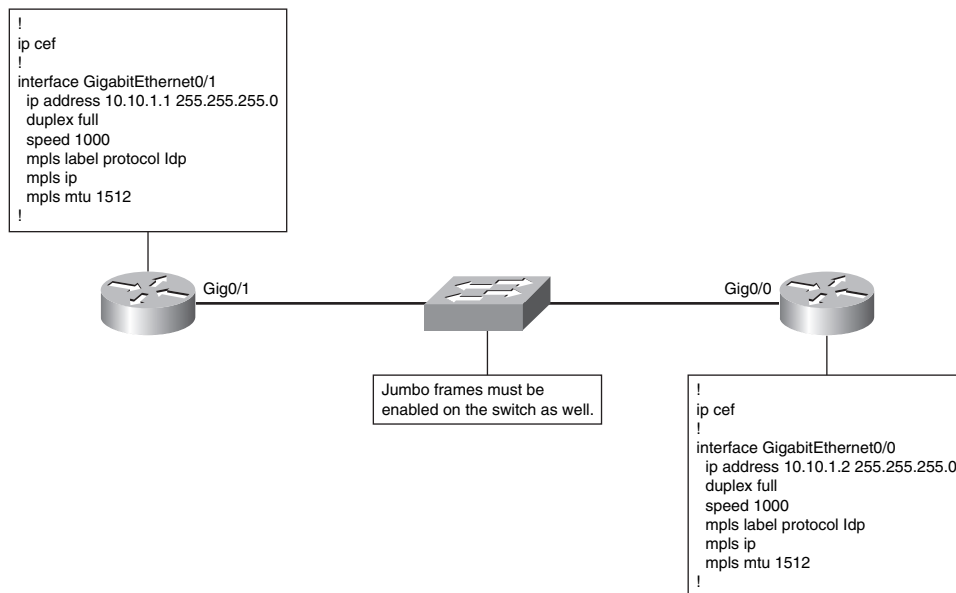 !
ip cef
!
interface GigabitEthernet0/1
ip address 10.10.1.1 255.255.255.0
duplex full
speed 1000
mpls label protocol ldp
mpls ip
mpls mtu 1512
!
Gig0/1
Gig0/0
Jumbo frames must be
enabled on the switch as well.
!
ip cef
!
interface GigabitEthernet0/0
ip address 10.10.1.2 255.255.255.0
duplex full
speed 1000
mpls label protocol ldp
mpls ip
mpls mtu 1512
!